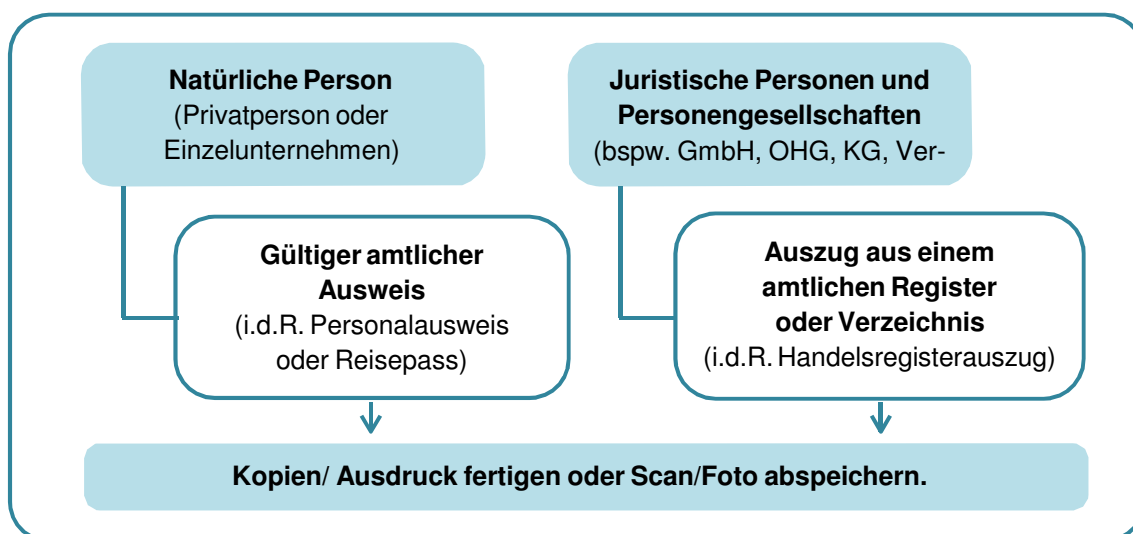 Natürliche Person
(Privatperson oder
Einzelunternehmen)
Juristische Personen und
Personengesellschaften
(bspw. GmbH, OHG, KG, Ver-
Gültiger amtlicher
Ausweis
(i.d.R. Personalausweis
oder Reisepass)
Auszug aus einem
amtlichen Register
oder Verzeichnis
(i.d.R. Handelsregisterauszug)
Kopien/ Ausdruck fertigen oder Scan/Foto abspeichern.